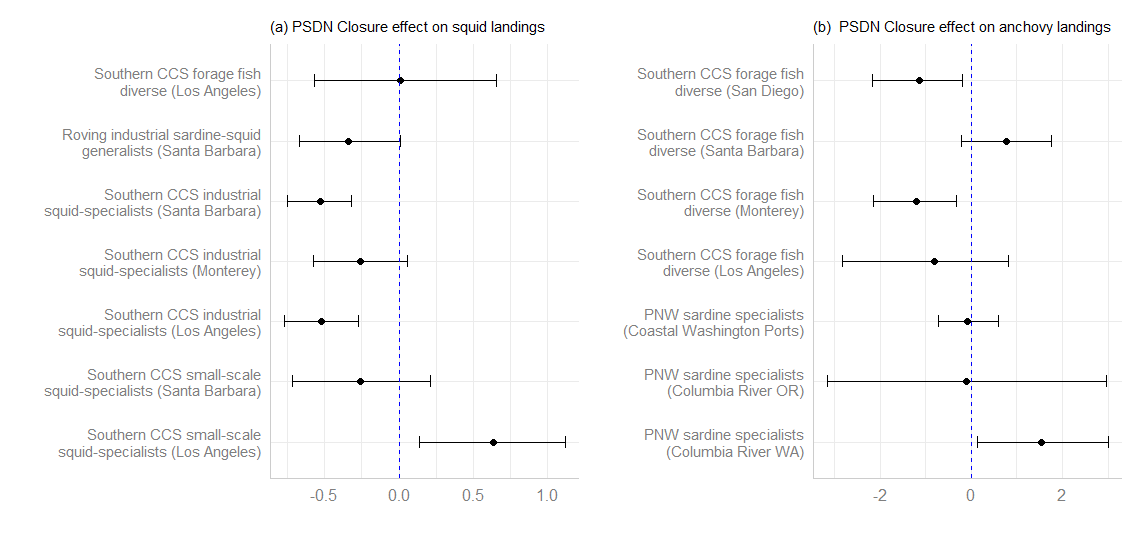 (a) PSDN Closure effect on squid landings
Southern CCS forage fish
diverse (Los Angeles)
Roving industrial sardine-squid
generalists (Santa Barbara)
Southern CCS industrial
squid-specialists (Santa Barbara)
Southern CCS industrial
squid-specialists (Monterey)
Southern CCS industrial
squid-specialists (Los Angeles)
Southern CCS small-scale
squid-specialists (Santa Barbara)
Southern CCS small-scale
squid-specialists (Los Angeles)
-0.5 0.0 0.5 1.0
(b) PSDN Closure effect on anchovy landings
Southern CCS forage fish
diverse (San Diego)
Southern CCS forage fish
diverse (Santa Barbara)
Southern CCS forage fish
diverse (Monterey)
Southern CCS forage fish
diverse (Los Angeles)
PNW sardine specialists
(Coastal Washington Ports)
PNW sardine specialists
(Columbia River OR)
PNW sardine specialists
(Columbia River WA)
-2 0 2